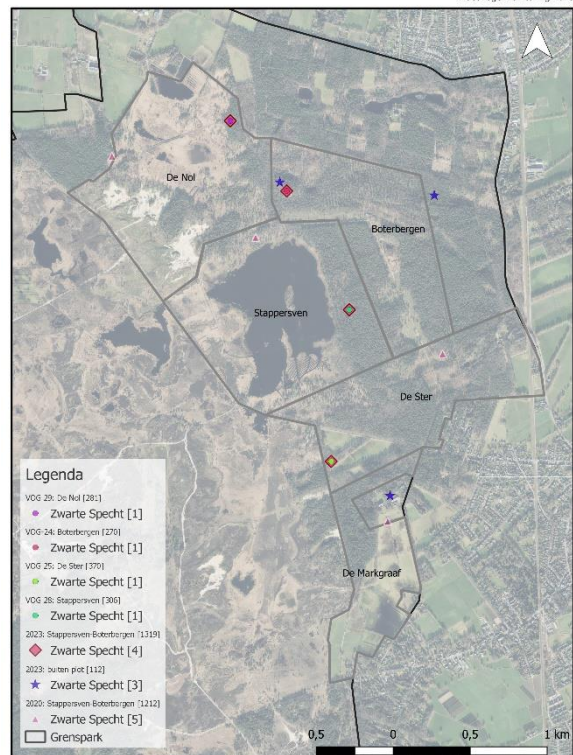 De Nol
Boterbergen
Stappersven
De Ster
De Markgraaf
Legenda
VOG 29: De Nol [281]
Zwarte Specht [1]
VOG 24: Boterbergen [270]
Zwarte Specht [1]
VOG 25: De Ster [370]
Zwarte Specht [1]
VOG 28: Stappersven [306]
Zwarte Specht [1]
2023: Stappersven-Boterbergen [1319]
Zwarte Specht [4]
2023: buiten plot [112]
Zwarte Specht [3]
2020: Stappersven-Boterbergen [1212]
Zwarte Specht [5]
Grenspark
0,5 0 0,5 1 km